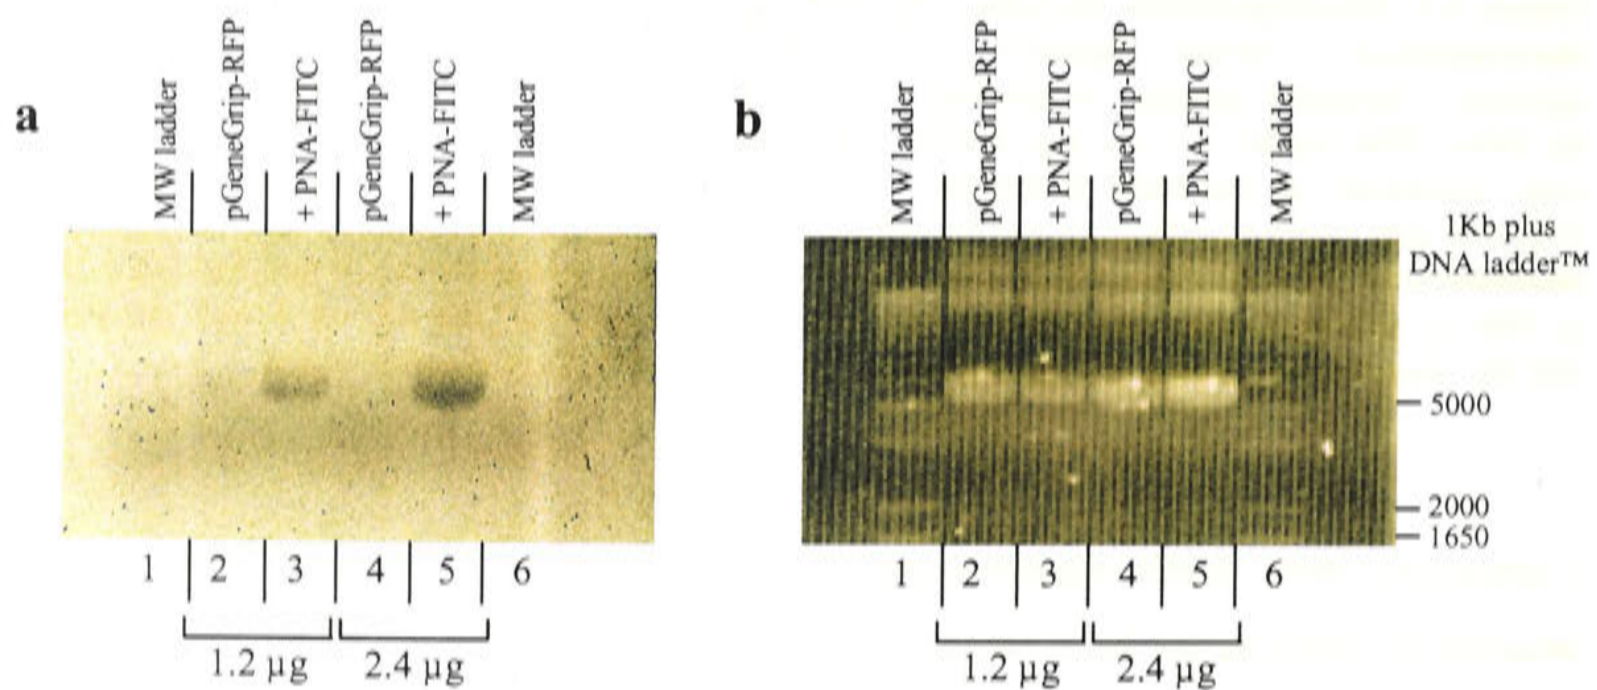 a
MW ladder
pGeneGrip-RFP
+ PNA-FITC
pGeneGrip-RFP
+ PNA-FITC
MW ladder
1 2 3 4 5 6
1.2 µg 2.4 µg
b
MW ladder
pGeneGrip-RFP
+ PNA-FITC
pGeneGrip-RFP
+ PNA-FITC
MW ladder
1Kb plus
DNA ladder™
5000
2000
1650
1 2 3 4 5 6
1.2 µg 2.4 µg